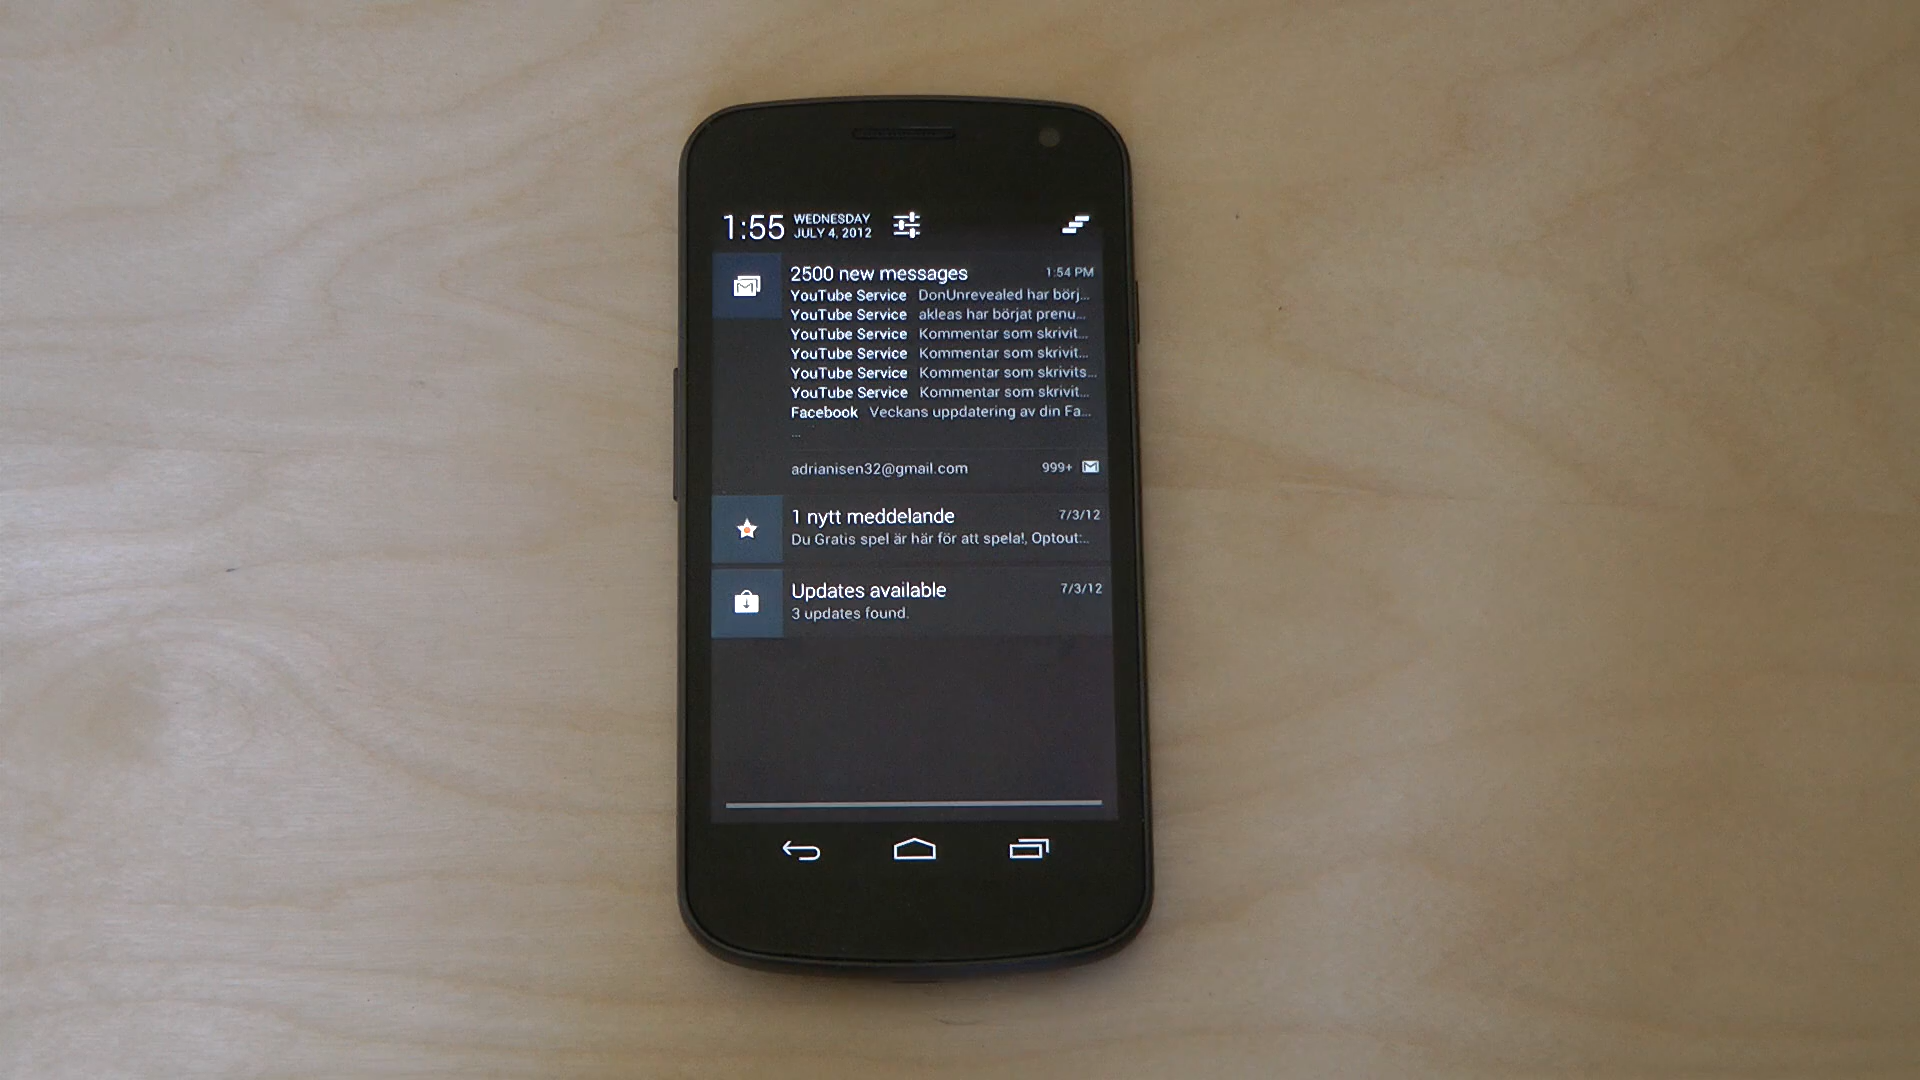 1:55 WEDNESDAY
JULY 4, 2012
2500 new messages 1:54 PM
YouTube Service DonUnrevealed har börj...
YouTube Service akleas har börjat prenu...
YouTube Service Kommentar som skrivit...
YouTube Service Kommentar som skrivit...
YouTube Service Kommentar som skrivits...
YouTube Service Kommentar som skrivit...
Facebook Veckans uppdatering av din Fa...
...
adrianisen32@gmail.com 999+
1 nytt meddelande 7/3/12
Du Gratis spel är här för att spela!, Optout:..
Updates available 7/3/12
3 updates found.